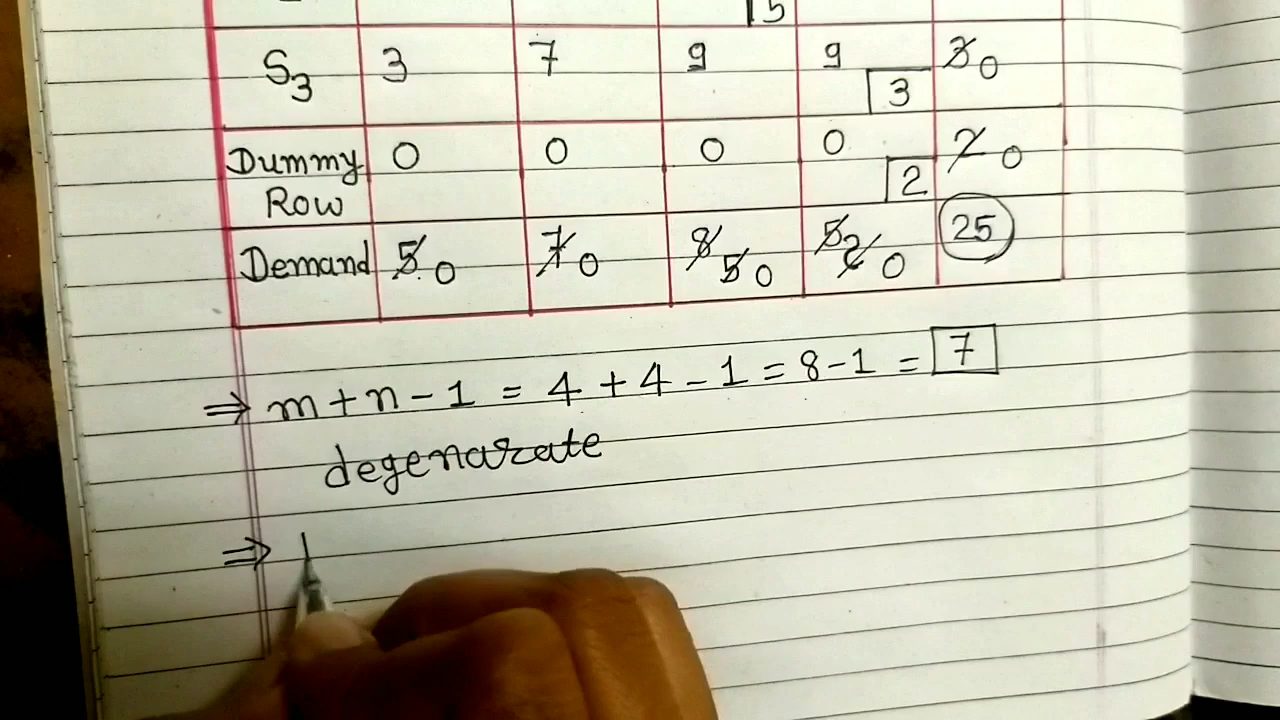 5
S3 3 7 9 9 3 3 0
Dummy 0 0 0 0 2 2 0
Row
Demand 5 0 7 0 8 5 0 5 2 0 25
⇒ m+n-1 = 4+4-1 = 8-1 = 7
degenarate
⇒